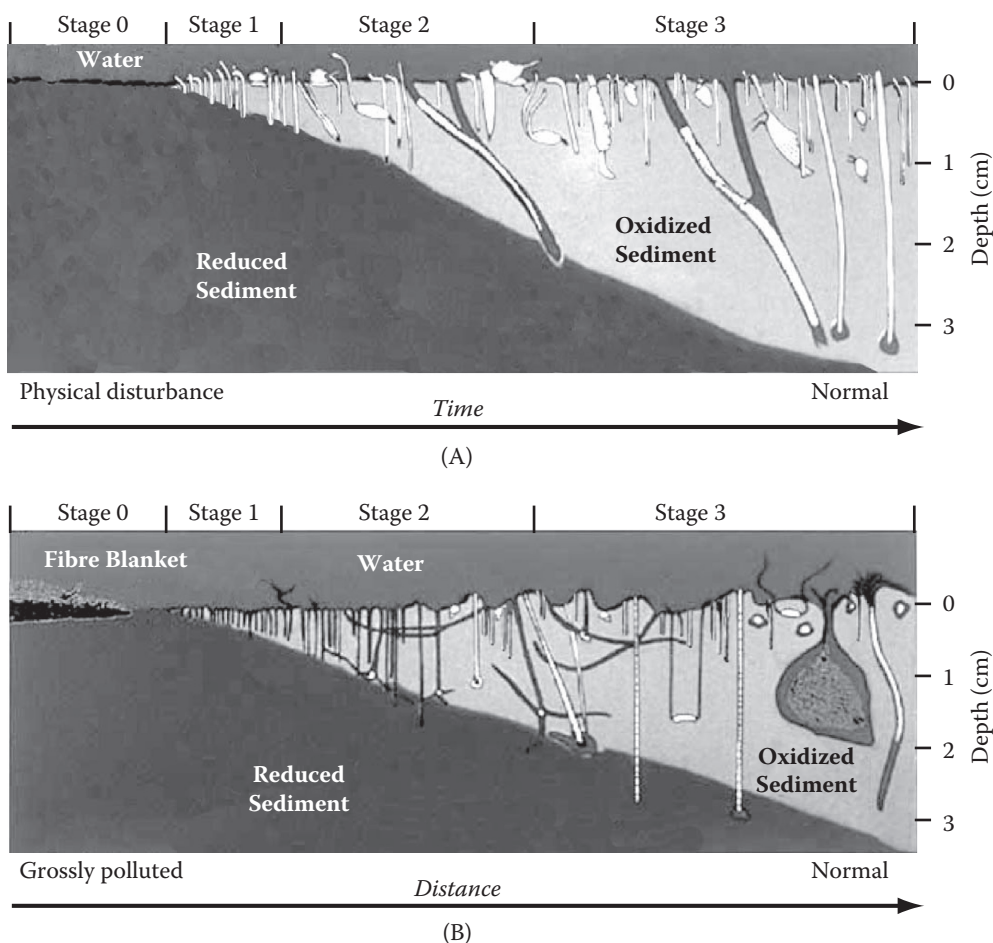 Stage 0 Stage 1 Stage 2 Stage 3
Water
0
1
2
3
Depth (cm)
Oxidized
Sediment
Reduced
Sediment
Physical disturbance Normal
Time
(A)
Stage 0 Stage 1 Stage 2 Stage 3
Fibre Blanket Water
0
1
2
3
Depth (cm)
Oxidized
Sediment
Reduced
Sediment
Grossly polluted Normal
Distance
(B)